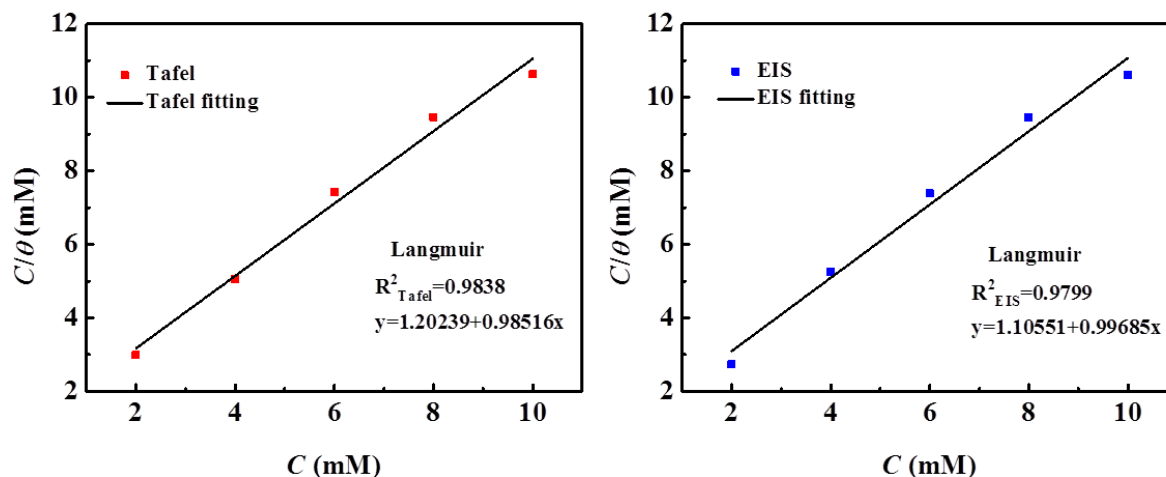 12
10
8
6
4
2
C/θ (mM)
Tafel
Tafel fitting
Langmuir
R²Tafel=0.9838
y=1.20239+0.98516x
2 4 6 8 10
C (mM)
12
10
8
6
4
2
C/θ (mM)
EIS
EIS fitting
Langmuir
R²EIS=0.9799
y=1.10551+0.99685x
2 4 6 8 10
C (mM)